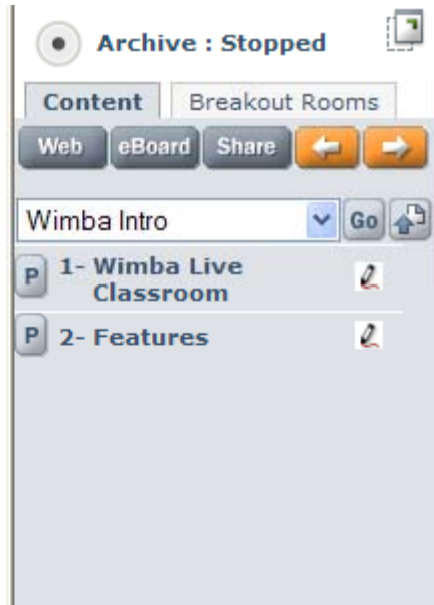 Archive : Stopped
Content Breakout Rooms
Web eBoard Share
Wimba Intro Go
P 1- Wimba Live
Classroom
P 2- Features